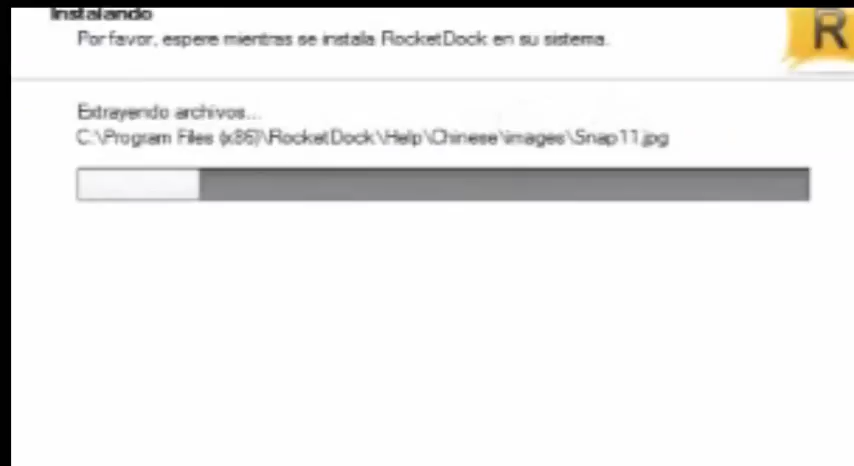 Instalando
Por favor, espere mientras se instala RocketDock en su sistema.
R
Extrayendo archivos...
C:\Program Files (x86)\RocketDock\Help\Chinese\images\Snap11.jpg